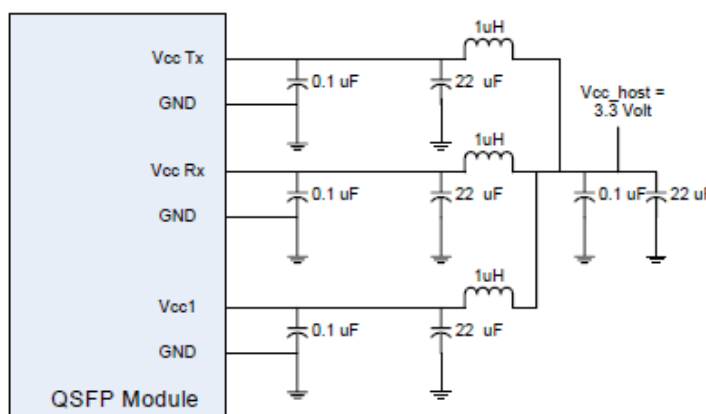 1uH
Vcc Tx
0.1 uF
22 uF
GND
Vcc_host =
3.3 Volt
1uH
Vcc Rx
0.1 uF
22 uF
0.1 uF
22 uF
GND
1uH
Vcc1
0.1 uF
22 uF
GND
QSFP Module